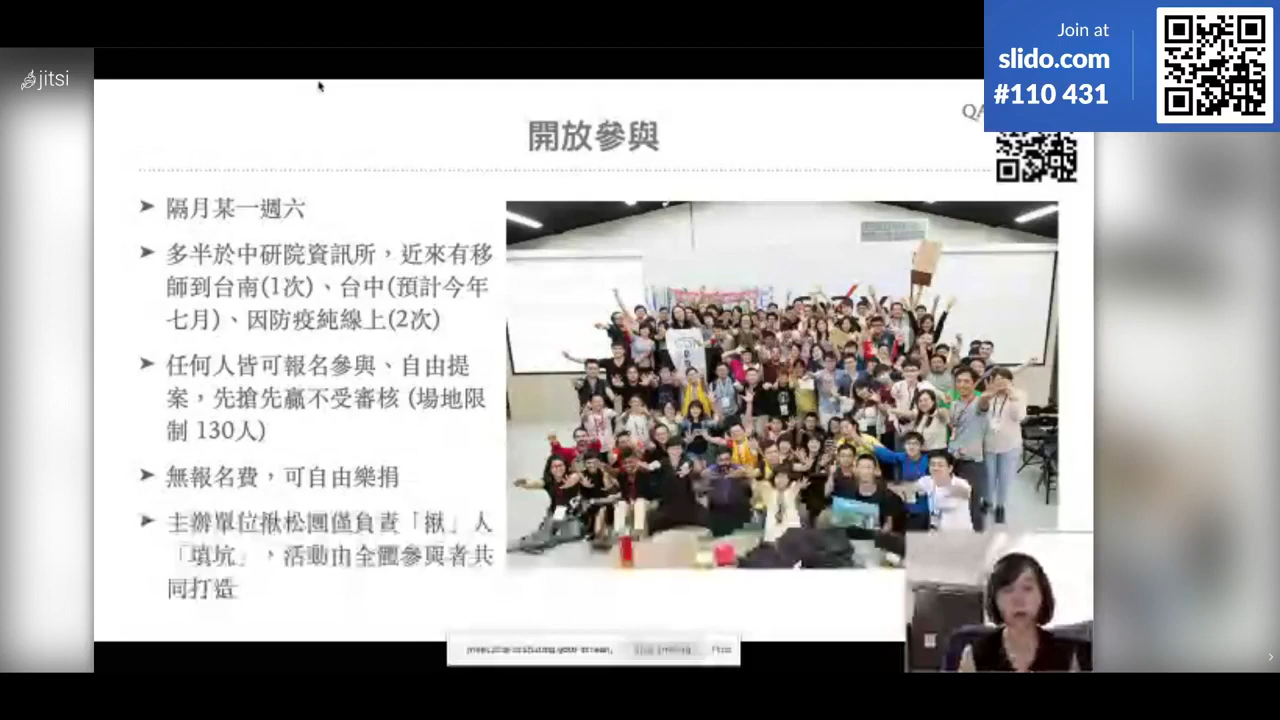 Join at
slido.com
#110 431
jitsi
QA
開放參與
➤ 隔月某一週六
➤ 多半於中研院資訊所，近來有移
師到台南(1次)、台中(預計今年
七月)、因防疫純線上(2次)
➤ 任何人皆可報名參與、自由提
案，先搶先贏不受審核 (場地限
制 130人)
➤ 無報名費，可自由樂捐
➤ 主辦單位揪松團僅負責「揪」人
「填坑」，活動由全體參與者共
同打造